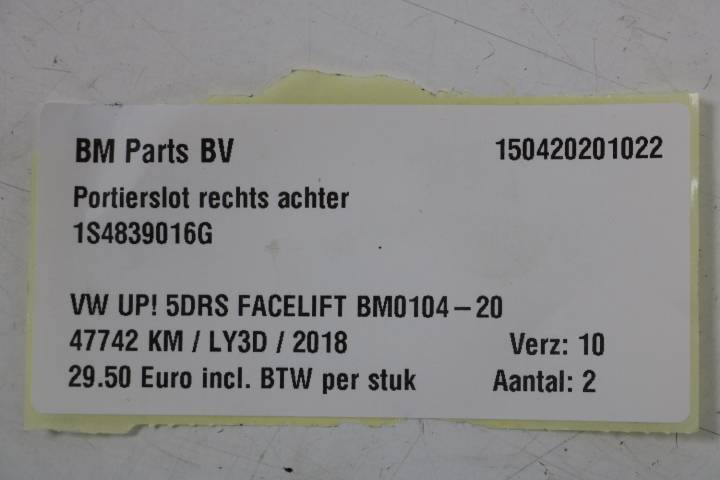 BM Parts BV 150420201022
Portierslot rechts achter
1S4839016G
VW UP! 5DRS FACELIFT BM0104-20
47742 KM / LY3D / 2018 Verz: 10
29.50 Euro incl. BTW per stuk Aantal: 2